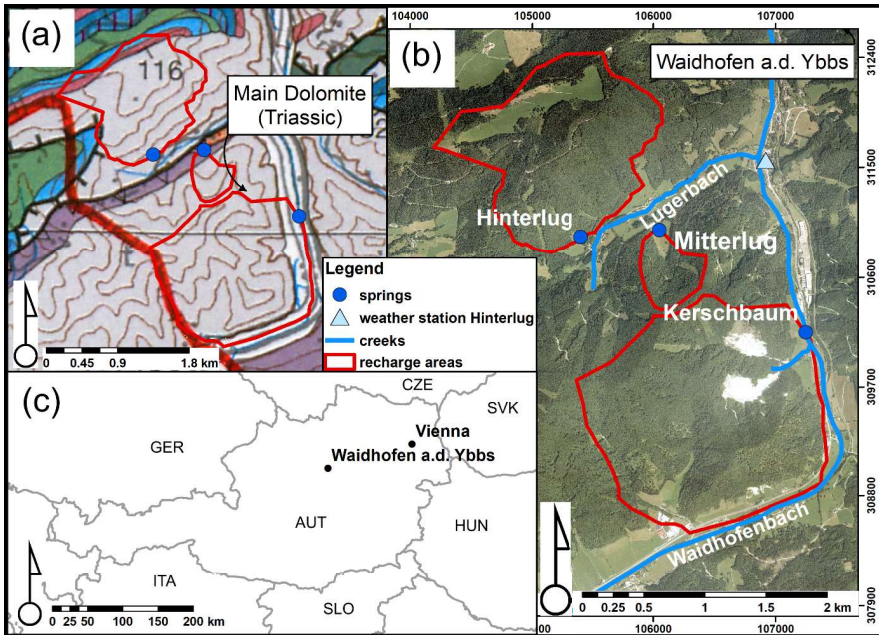 (a)
116
Main Dolomite
(Triassic)
0 0.45 0.9 1.8 km
Legend
springs
weather station Hinterlug
creeks
recharge areas
(b)
104000 105000 106000 107000
Waidhofen a.d. Ybbs
312400
311500
310600
309700
308800
307900
Hinterlug
Lugerbach
Mitterlug
Kerschbaum
Waidhofenbach
0 0.25 0.5 1 1.5 2 km
106000 107000
(c)
CZE
SVK
GER
Vienna
Waidhofen a.d. Ybbs
AUT
HUN
ITA
SLO
0 25 50 100 150 200 km